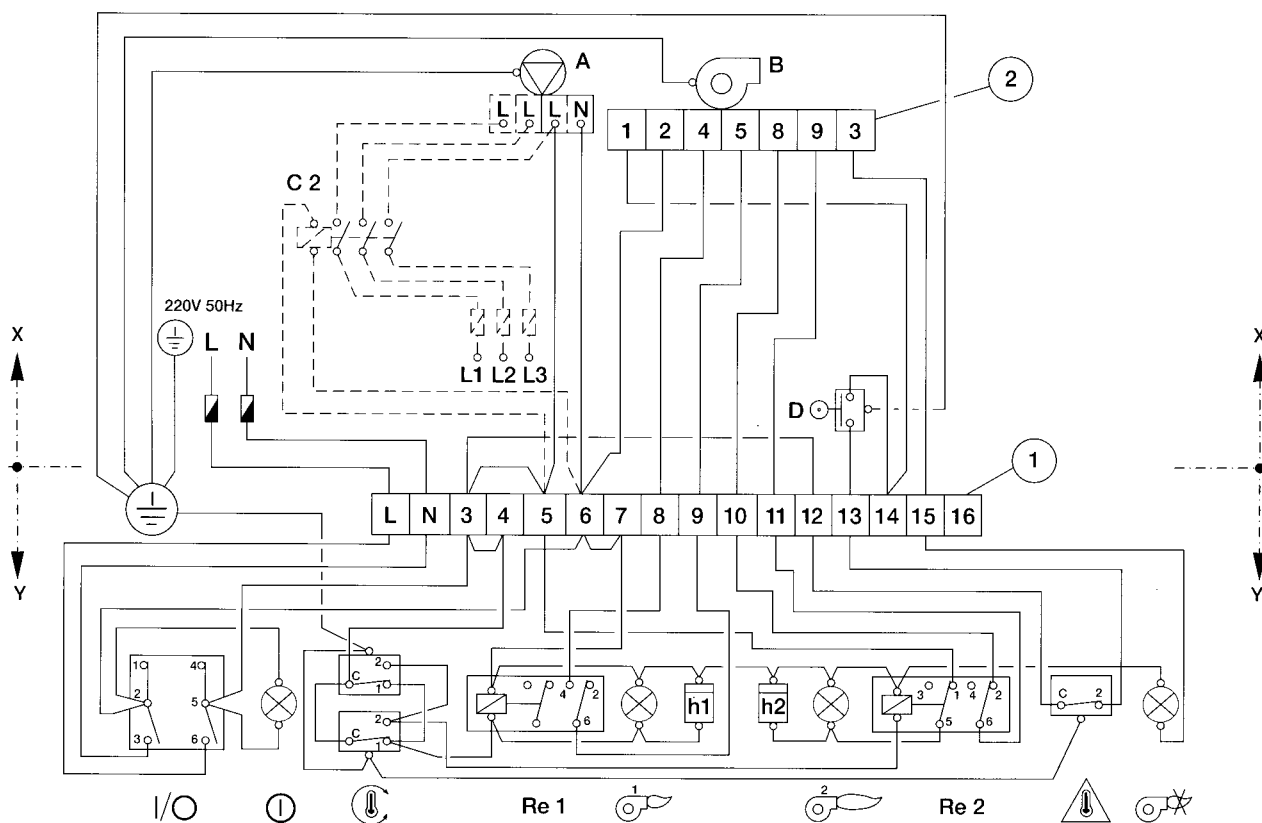 A
B
2
L L L N
1 2 4 5 8 9 3
C 2
220V 50Hz
X
X
L N
L1 L2 L3
D
1
L N 3 4 5 6 7 8 9 10 11 12 13 14 15 16
Y
Y
1 4
2 5
3 6
2
C 1
2
C 1
4 2
6
h1
h2
3 1 4 2
5 6
C 2
I/O
1
2
Re 1
Re 2